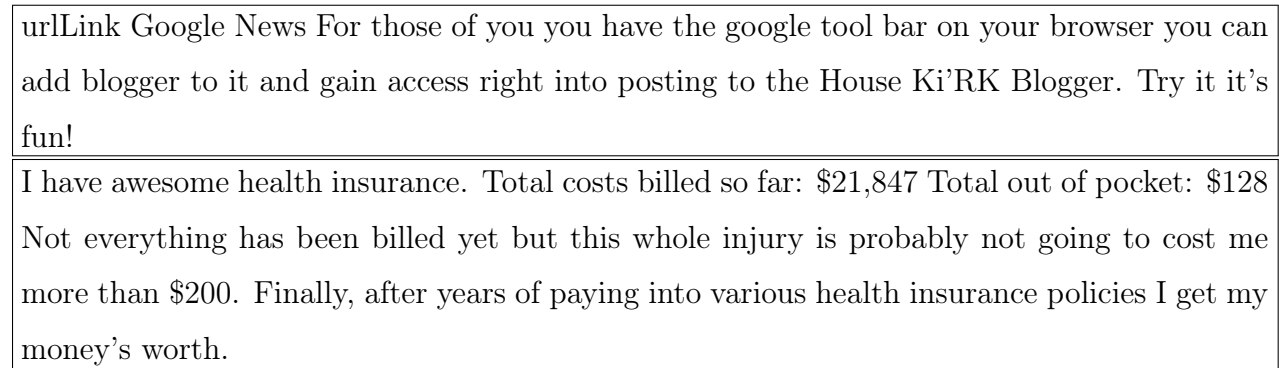 urlLink Google News For those of you you have the google tool bar on your browser you can
add blogger to it and gain access right into posting to the House Ki’RK Blogger. Try it it’s
fun!
I have awesome health insurance. Total costs billed so far: $21,847 Total out of pocket: $128
Not everything has been billed yet but this whole injury is probably not going to cost me
more than $200. Finally, after years of paying into various health insurance policies I get my
money’s worth.